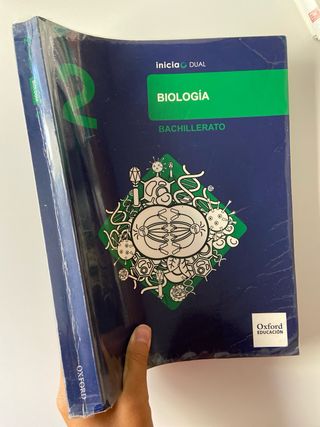 inicia DUAL
2
BIOLOGÍA
BACHILLERATO
Oxford
EDUCACIÓN
OXFORD